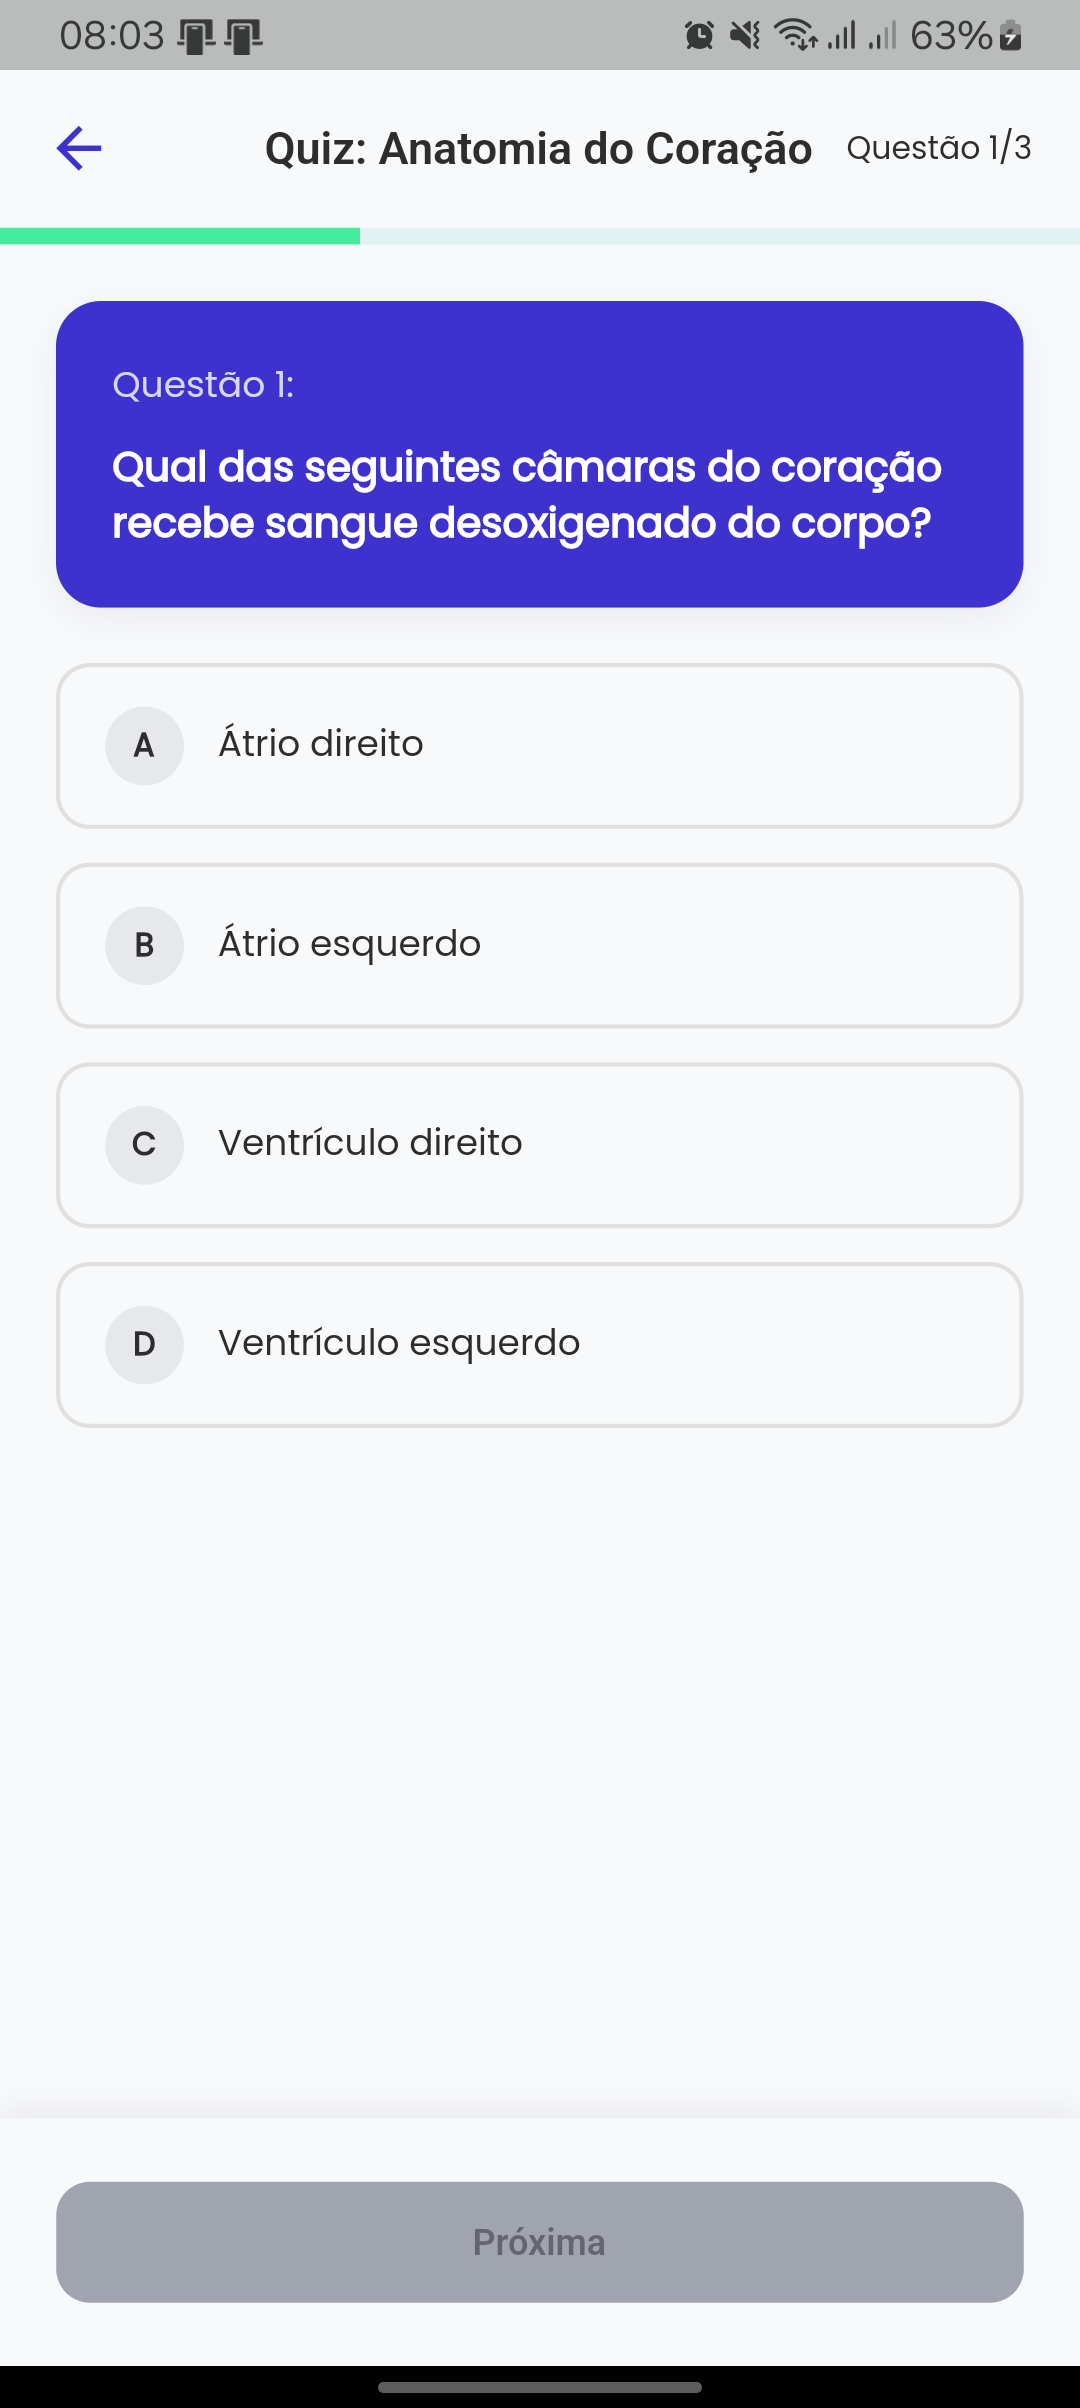 08:03 63%
Quiz: Anatomia do Coração Questão 1/3
Questão 1:
Qual das seguintes câmaras do coração
recebe sangue desoxigenado do corpo?
A Átrio direito
B Átrio esquerdo
C Ventrículo direito
D Ventrículo esquerdo
Próxima